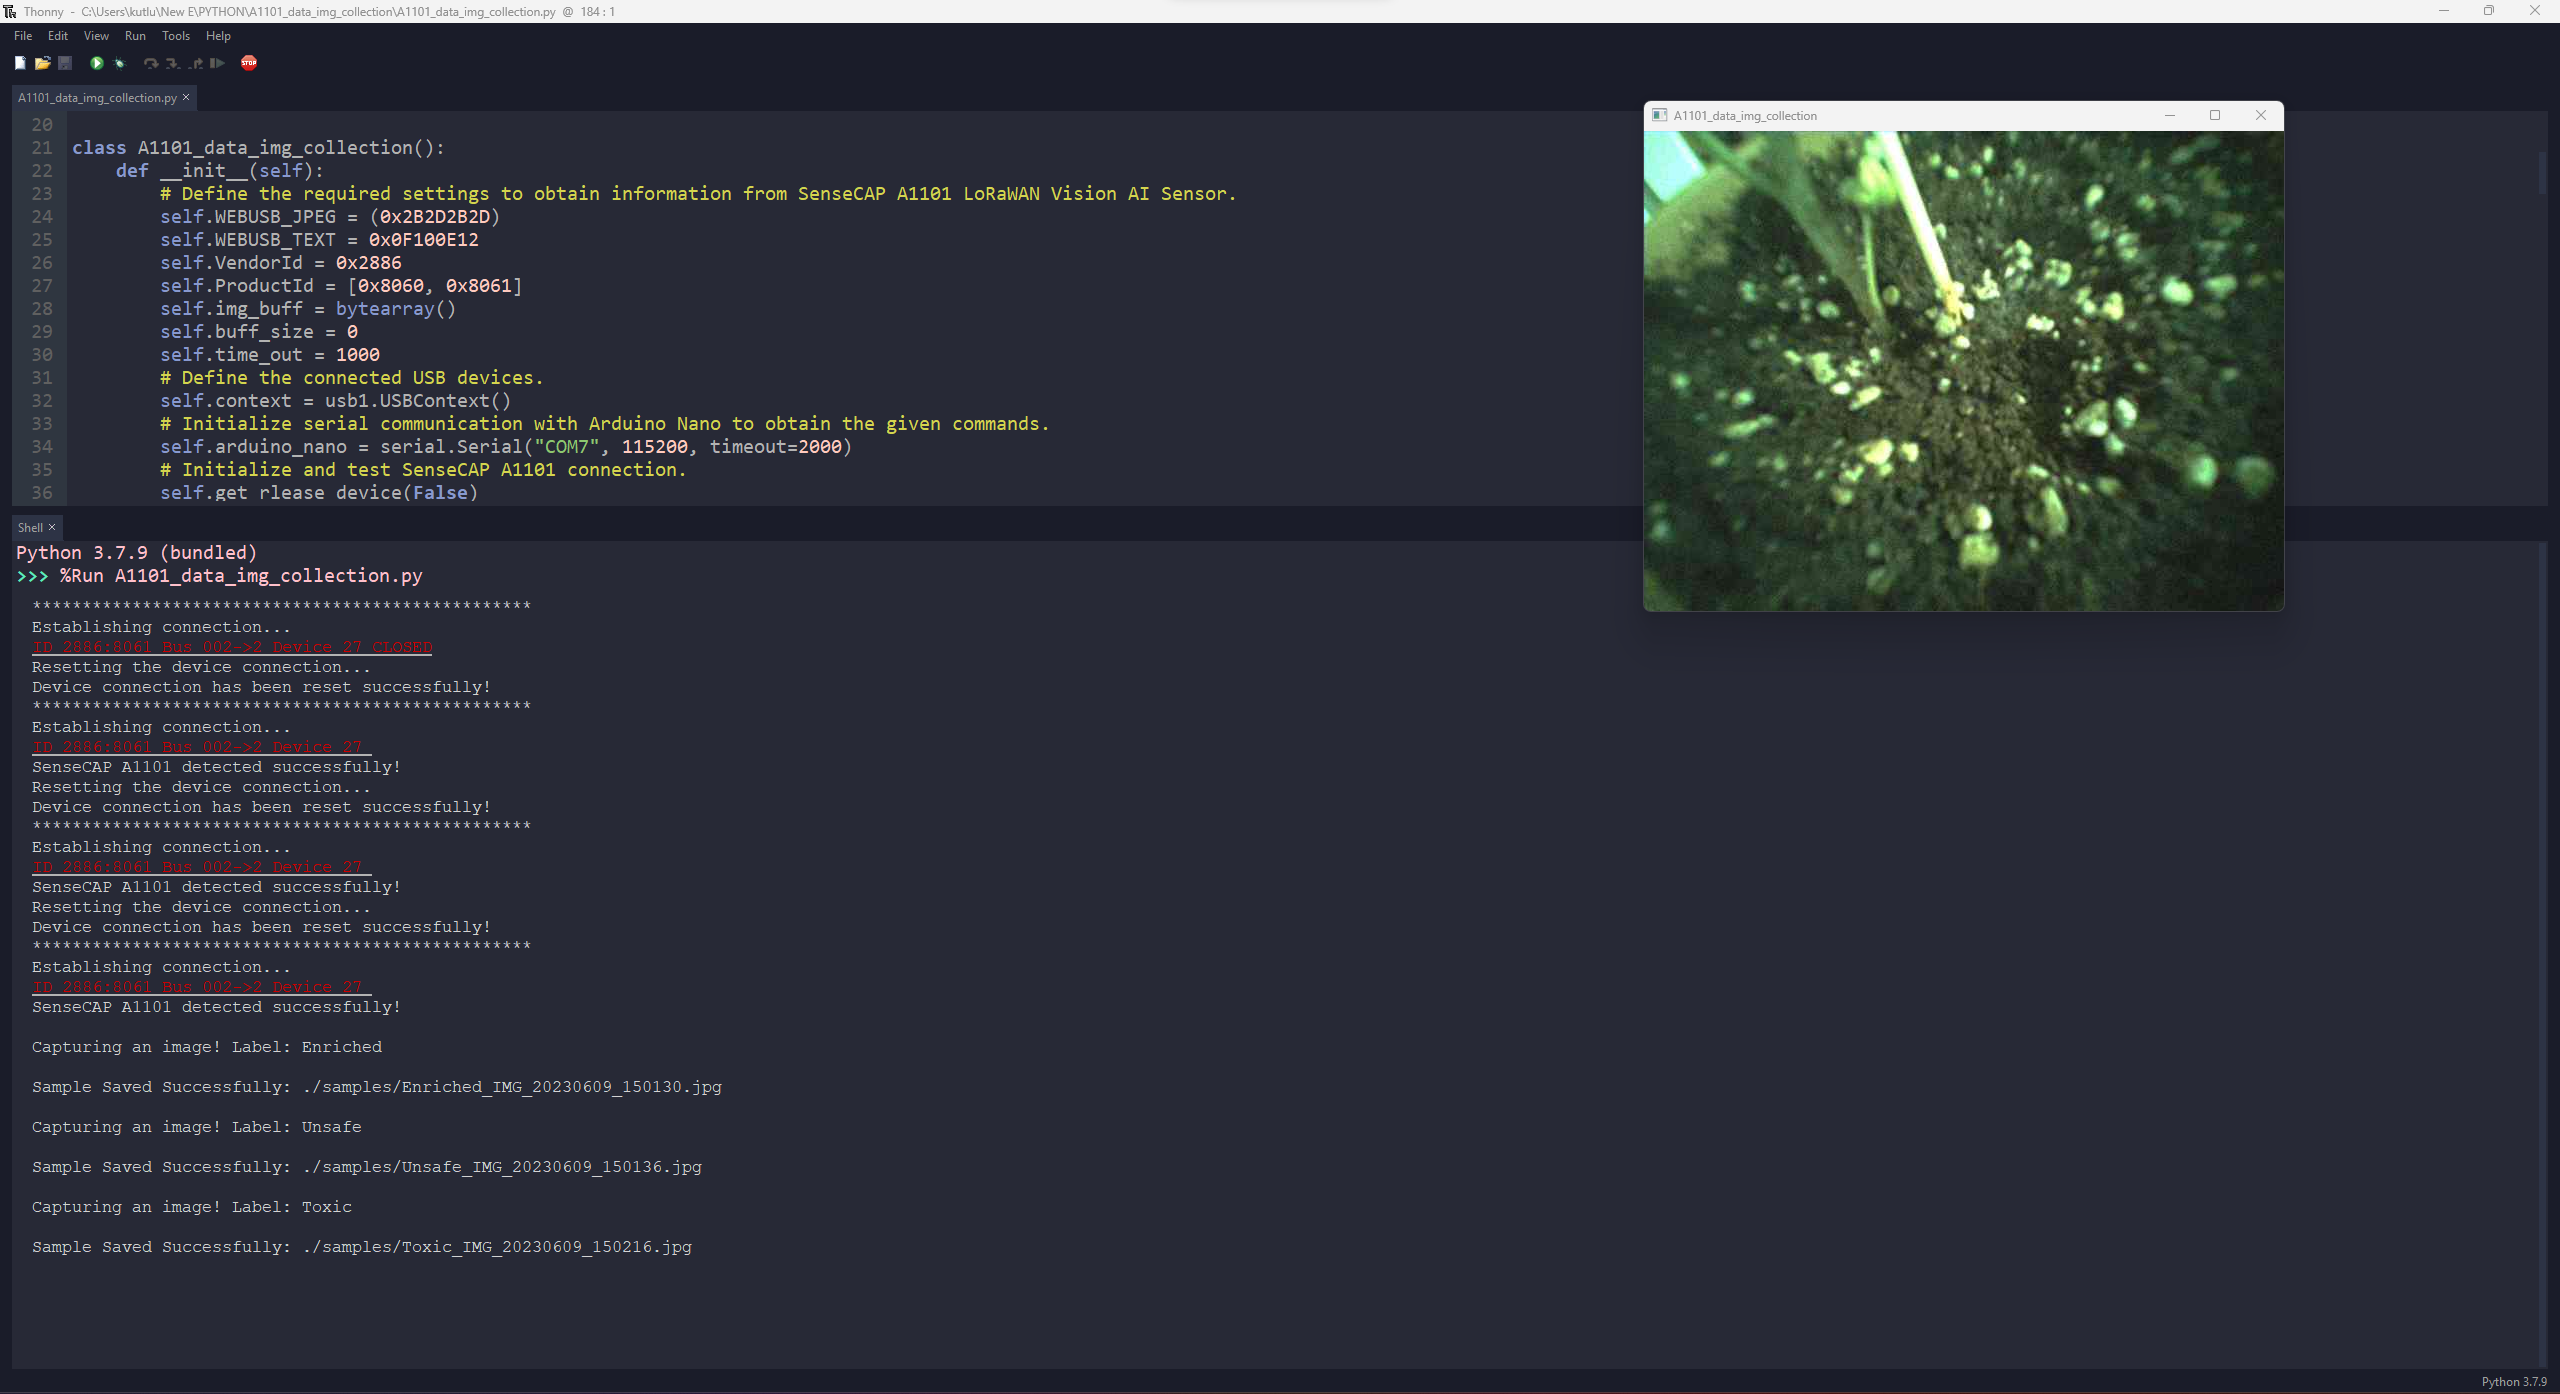 Thonny - C:\Users\kutlu\New E\PYTHON\A1101_data_img_collection\A1101_data_img_collection.py @ 184 : 1
File Edit View Run Tools Help
STOP
A1101_data_img_collection.py ×
20
21 class A1101_data_img_collection():
22 def __init__(self):
23 # Define the required settings to obtain information from SenseCAP A1101 LoRaWAN Vision AI Sensor.
24 self.WEBUSB_JPEG = (0x2B2D2B2D)
25 self.WEBUSB_TEXT = 0x0F100E12
26 self.VendorId = 0x2886
27 self.ProductId = [0x8060, 0x8061]
28 self.img_buff = bytearray()
29 self.buff_size = 0
30 self.time_out = 1000
31 # Define the connected USB devices.
32 self.context = usb1.USBContext()
33 # Initialize serial communication with Arduino Nano to obtain the given commands.
34 self.arduino_nano = serial.Serial("COM7", 115200, timeout=2000)
35 # Initialize and test SenseCAP A1101 connection.
36 self.get_rlease_device(False)
A1101_data_img_collection
Shell ×
Python 3.7.9 (bundled)
>>> %Run A1101_data_img_collection.py
**************************************************
Establishing connection...
ID 2886:8061 Bus 002->2 Device 27 CLOSED
Resetting the device connection...
Device connection has been reset successfully!
**************************************************
Establishing connection...
ID 2886:8061 Bus 002->2 Device 27
SenseCAP A1101 detected successfully!
Resetting the device connection...
Device connection has been reset successfully!
**************************************************
Establishing connection...
ID 2886:8061 Bus 002->2 Device 27
SenseCAP A1101 detected successfully!
Resetting the device connection...
Device connection has been reset successfully!
**************************************************
Establishing connection...
ID 2886:8061 Bus 002->2 Device 27
SenseCAP A1101 detected successfully!
Capturing an image! Label: Enriched
Sample Saved Successfully: ./samples/Enriched_IMG_20230609_150130.jpg
Capturing an image! Label: Unsafe
Sample Saved Successfully: ./samples/Unsafe_IMG_20230609_150136.jpg
Capturing an image! Label: Toxic
Sample Saved Successfully: ./samples/Toxic_IMG_20230609_150216.jpg
Python 3.7.9